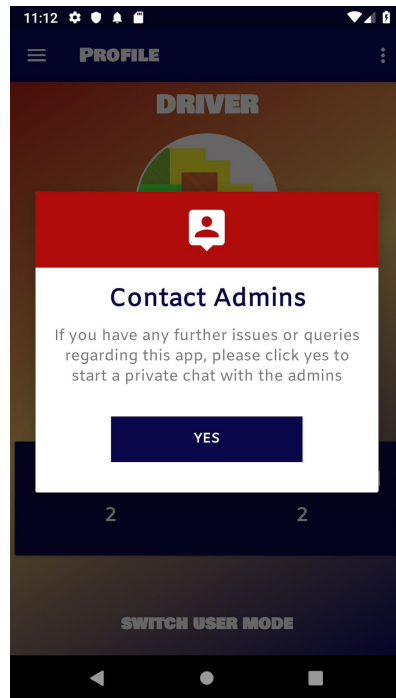 11:12
PROFILE
DRIVER
Contact Admins
If you have any further issues or queries
regarding this app, please click yes to
start a private chat with the admins
YES
2 2
SWITCH USER MODE